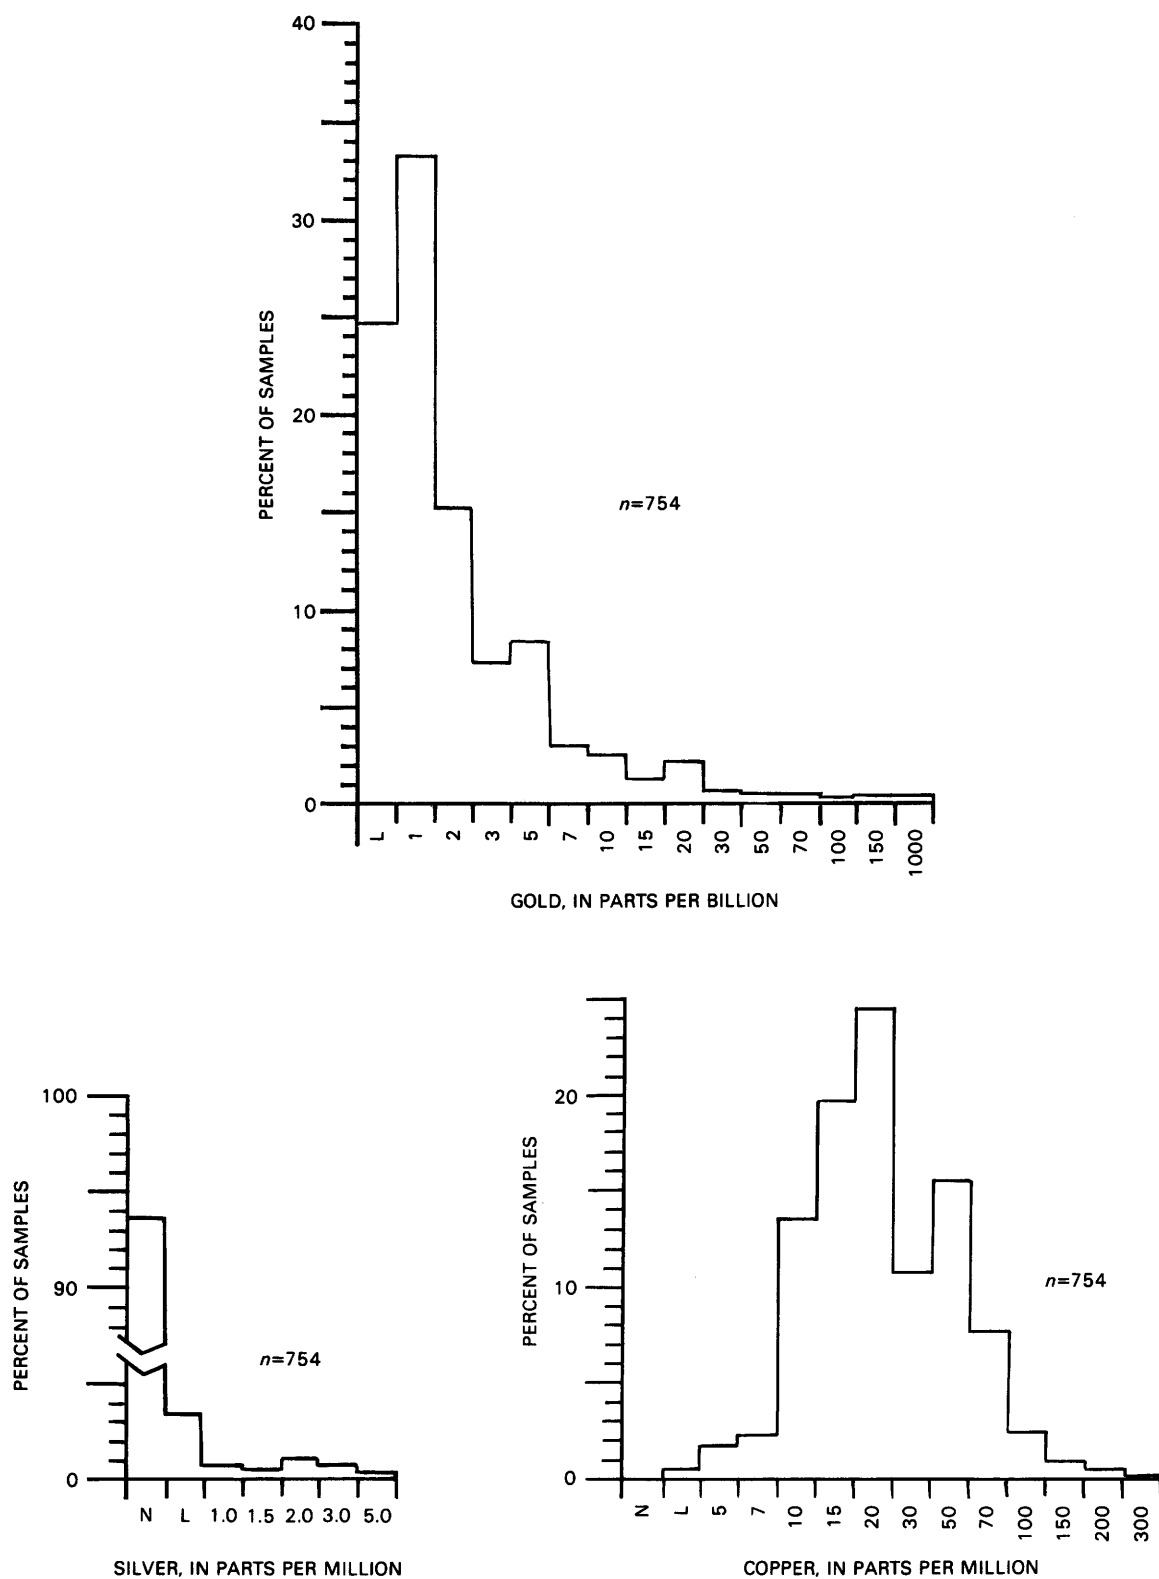 40
30
20
10
0
PERCENT OF SAMPLES
n=754
L 1 2 3 5 7 10 15 20 30 50 70 100 150 1000
GOLD, IN PARTS PER BILLION
100
90
0
PERCENT OF SAMPLES
n=754
N L 1.0 1.5 2.0 3.0 5.0
SILVER, IN PARTS PER MILLION
20
10
0
PERCENT OF SAMPLES
n=754
N L 5 7 10 15 20 30 50 70 100 150 200 300
COPPER, IN PARTS PER MILLION